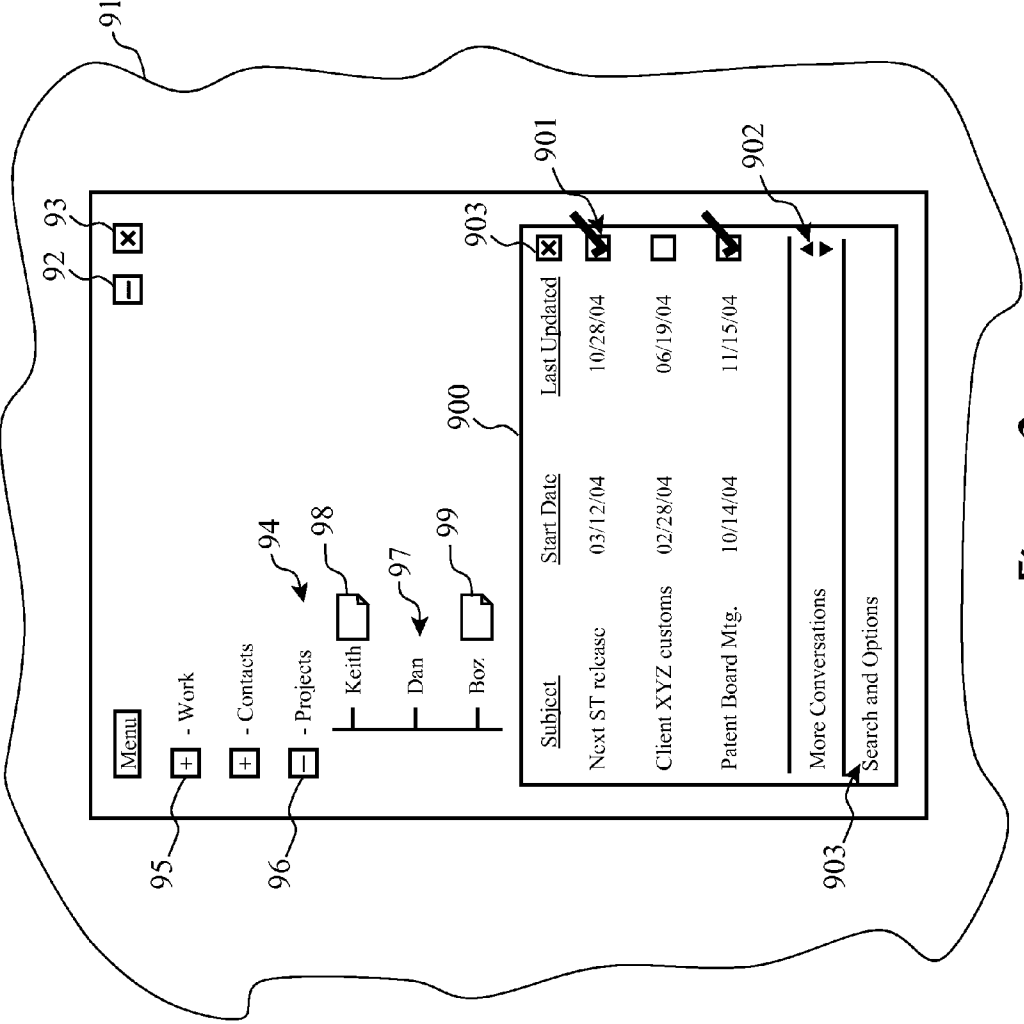 91
92 93
Menu
95 + - Work
+ - Contacts
96 - Projects 94
Keith 98
Dan 97
Boz 99
900
903
Subject Start Date Last Updated
Next ST release 03/12/04 10/28/04 901
Client XYZ customs 02/28/04 06/19/04
Patent Board Mtg. 10/14/04 11/15/04
More Conversations 902
903 Search and Options